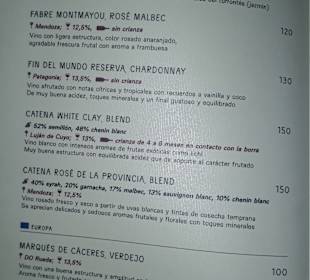 Torrontés (Jazmín)
FABRE MONTMAYOU, ROSÉ MALBEC 120
Mendoza; 12,5%, sin crianza
Vino con ligera estructura, color rosado anaranjado,
agradable frescura frutal con aroma a frambuesa
FIN DEL MUNDO RESERVA, CHARDONNAY 130
Patagonia; 13,5%, sin crianza
Vino afrutado con notas cítricas y tropicales con recuerdos a vainilla y coco
De muy buena acidez, toques minerales y un final gustoso y equilibrado
CATENA WHITE CLAY, BLEND 150
52% semillón, 48% chenin blanc
Luján de Cuyo; 13%, crianza de 4 a 6 meses en contacto con la borra
Vino blanco con intensos aromas de frutas exóticas como kiwi
Muy buena estructura con equilibrada acidez que da soporte al carácter frutado
CATENA ROSÉ DE LA PROVINCIA, BLEND 150
40% syrah, 20% garnacha, 17% malbec, 13% sauvignon blanc, 10% chenin blanc
Mendoza; 12,5%
Vino rosado fresco y seco a partir de uvas blancas y tintas de cosecha temprana
Se aprecian delicados y sedosos aromas frutales y florales con toques minerales
EUROPA
MARQUÉS DE CÁCERES, VERDEJO 100
DO Rueda; 13,5%
Vino con una buena estructura y amplitud en